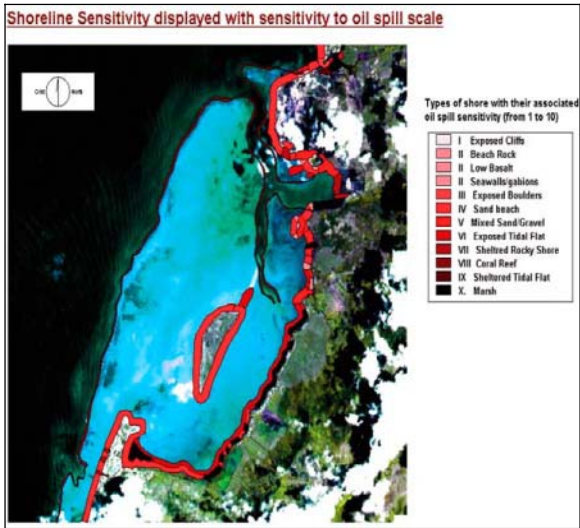 Shoreline Sensitivity displayed with sensitivity to oil spill scale
Types of shore with their associated
oil spill sensitivity (from 1 to 10)
I Exposed Cliffs
II Beach Rock
II Low Basalt
II Seawalls/gabions
III Exposed Boulders
IV Sand beach
V Mixed Sand/Gravel
VI Exposed Tidal Flat
VII Sheltred Rocky Shore
VIII Coral Reef
IX Sheltered Tidal Flat
X. Marsh